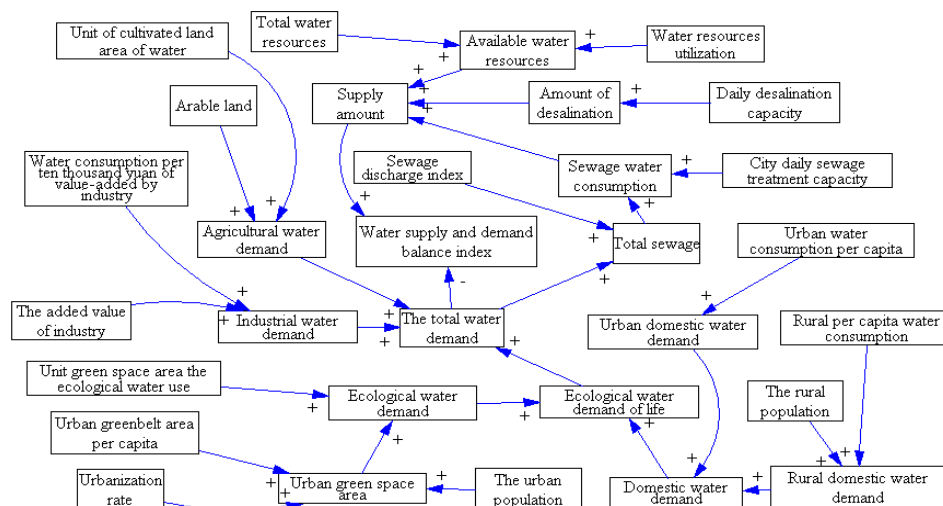 Total water
resources
Unit of cultivated land
area of water
Available water
resources
Water resources
utilization
Supply
amount
Amount of
desalination
Daily desalination
capacity
Arable land
Water consumption per
ten thousand yuan of
value-added by
industry
Sewage
discharge index
Sewage water
consumption
City daily sewage
treatment capacity
Agricultural water
demand
Water supply and demand
balance index
Total sewage
Urban water
consumption per capita
The added value
of industry
Industrial water
demand
The total water
demand
Urban domestic water
demand
Rural per capita water
consumption
Unit green space area the
ecological water use
Ecological water
demand
Ecological water
demand of life
The rural
population
Urban greenbelt area
per capita
Urbanization
rate
Urban green space
area
The urban
population
Domestic water
demand
Rural domestic water
demand